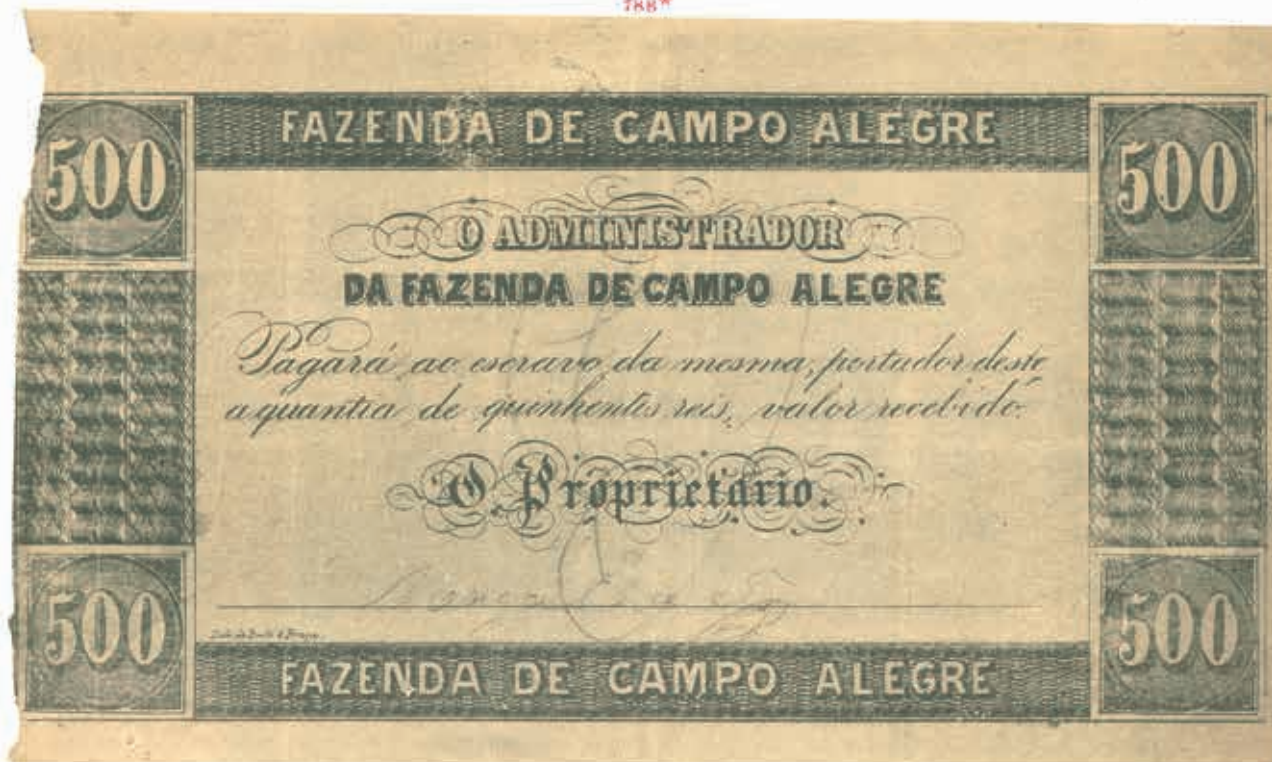 500
FAZENDA DE CAMPO ALEGRE
500
O ADMINISTRADOR
DA FAZENDA DE CAMPO ALEGRE
Pagará ao escravo da mesma, portador deste
a quantia de quinhentis reis, valor recebido.
O Proprietario.
500
FAZENDA DE CAMPO ALEGRE
500